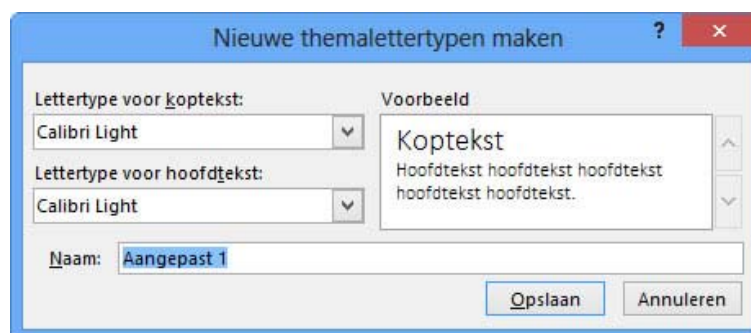 Nieuwe themalettertypen maken
?
×
Lettertype voor koptekst:
Calibri Light
Lettertype voor hoofdtekst:
Calibri Light
Voorbeeld
Koptekst
Hoofdtekst hoofdtekst hoofdtekst
hoofdtekst hoofdtekst.
Naam:
Aangepast 1
Opslaan
Annuleren